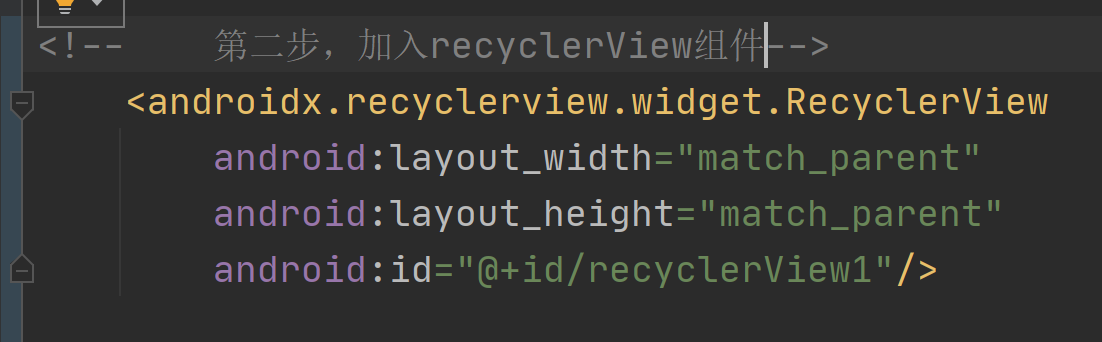 <!--    第二步，加入recyclerView组件-->
    <androidx.recyclerview.widget.RecyclerView
        android:layout_width="match_parent"
        android:layout_height="match_parent"
        android:id="@+id/recyclerView1"/>